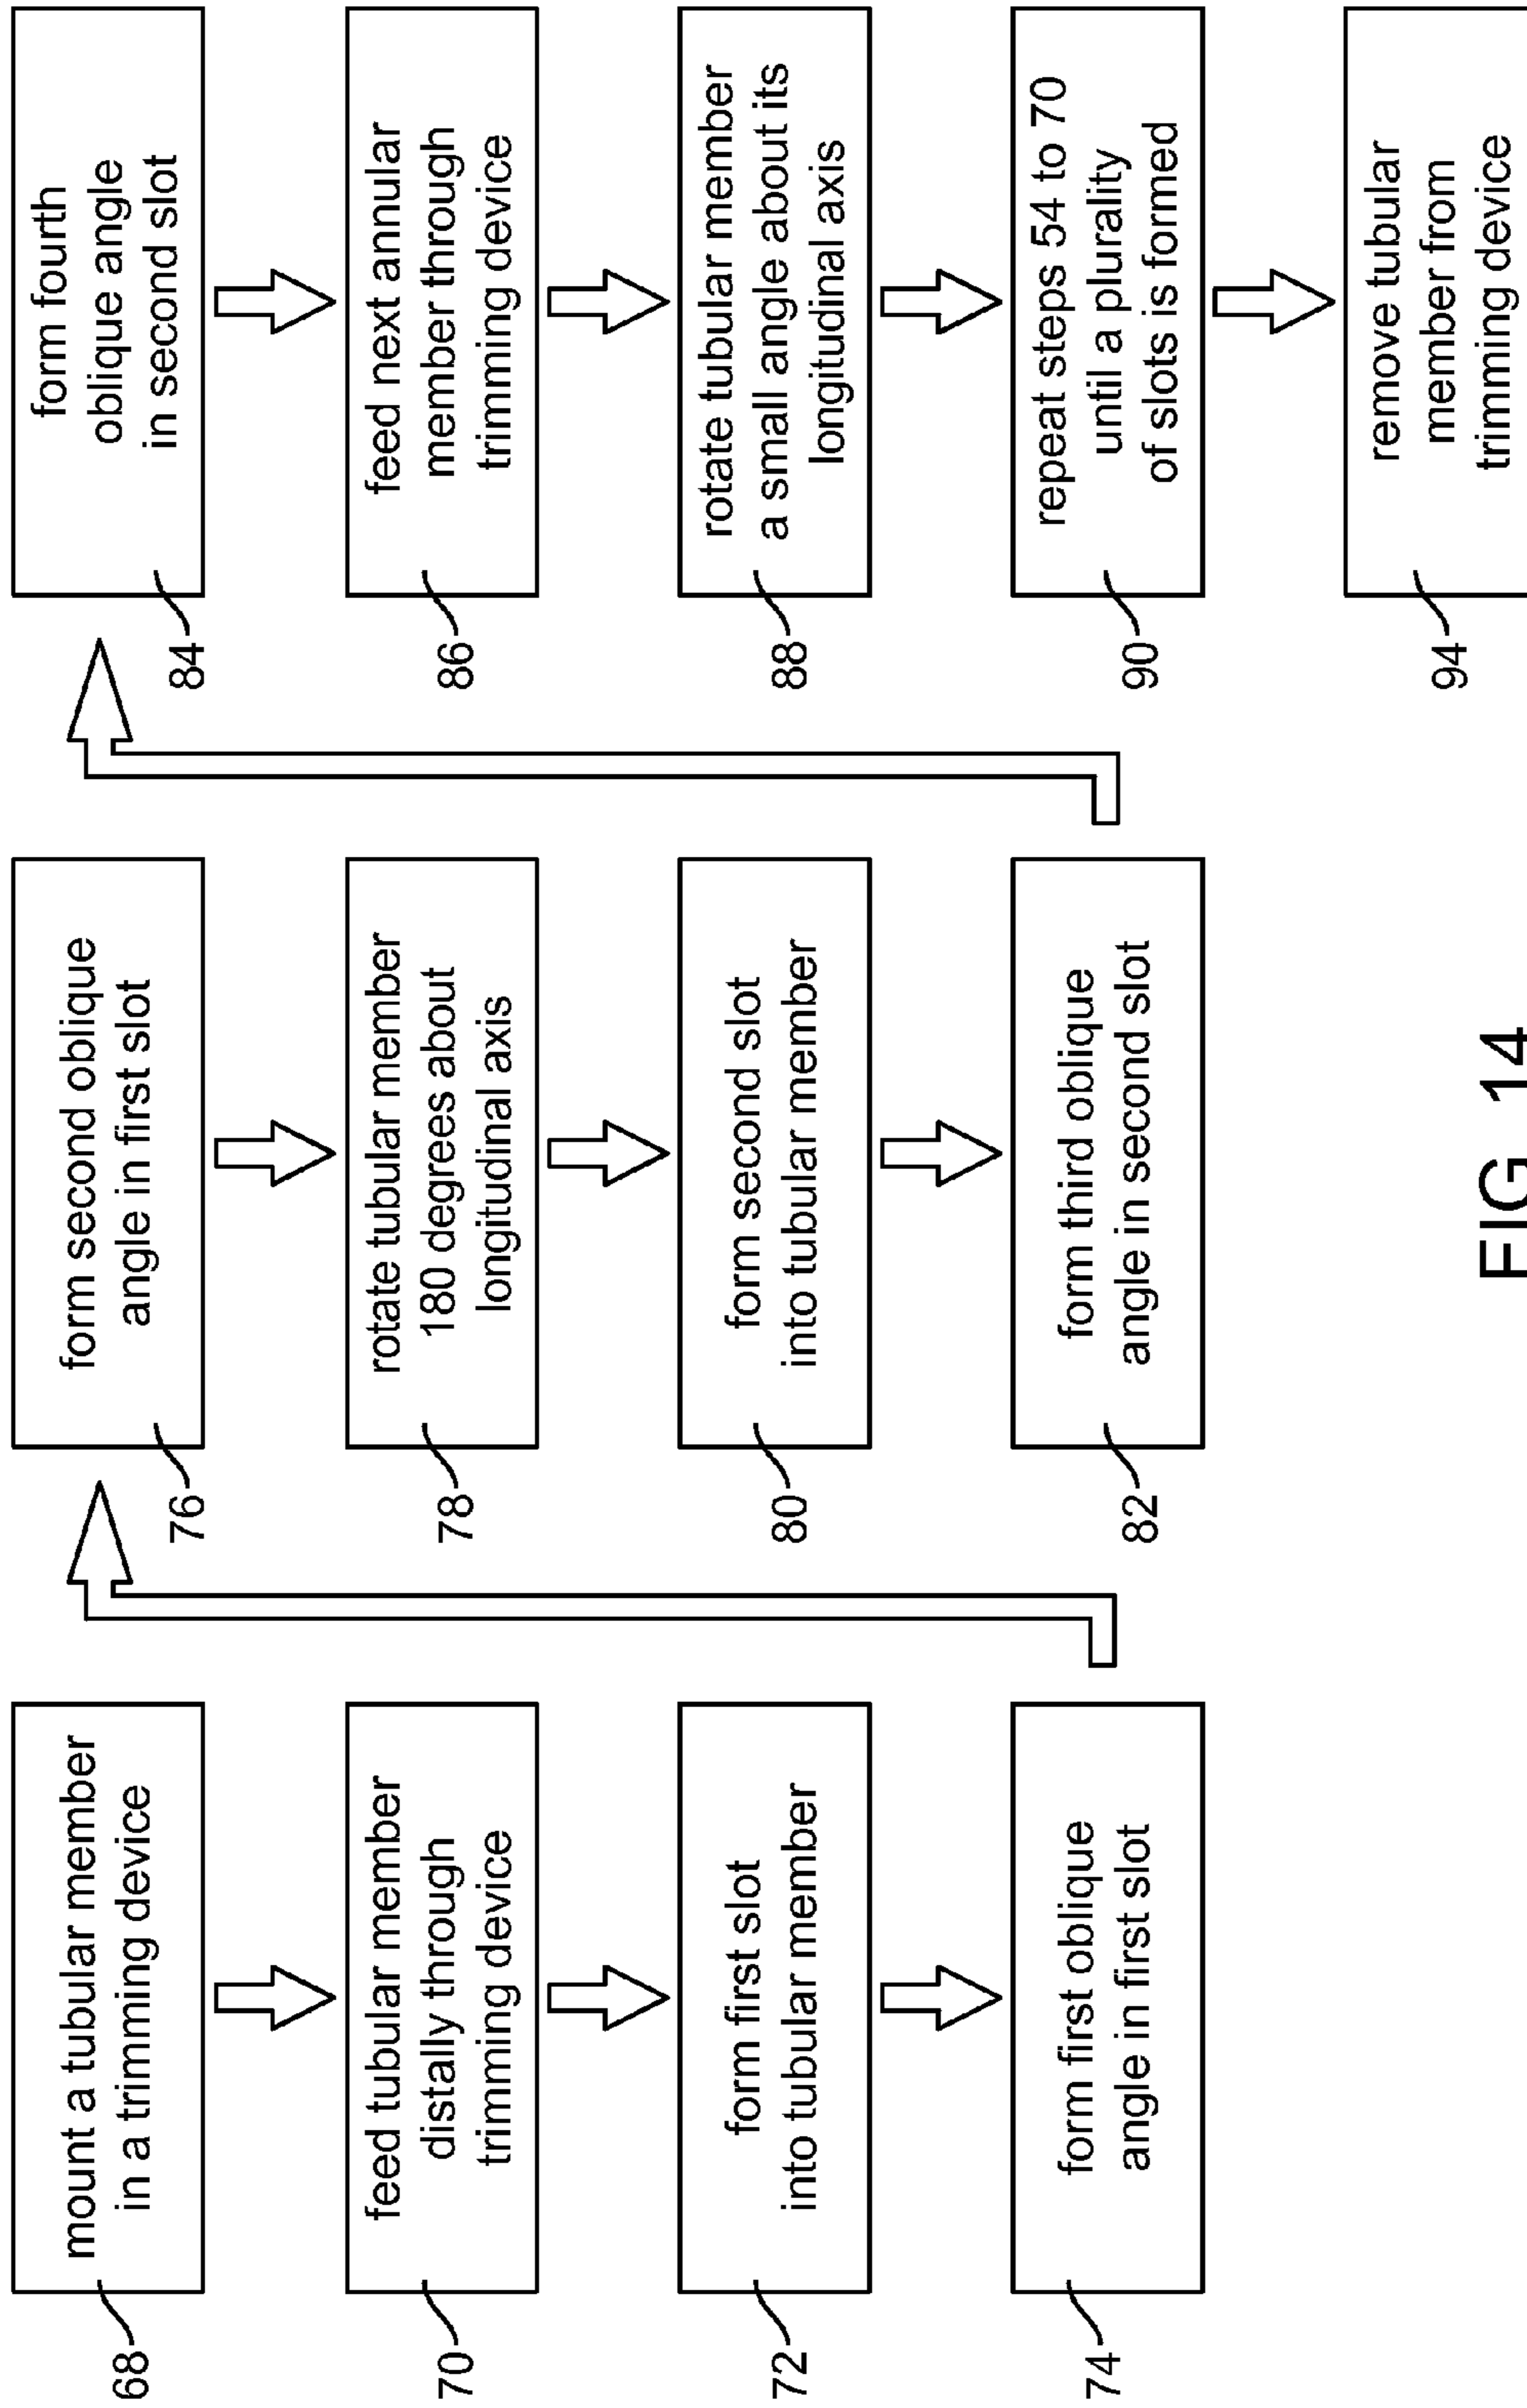 68
mount a tubular member
in a trimming device
70
feed tubular member
distally through
trimming device
72
form first slot
into tubular member
74
form first oblique
angle in first slot
76
form second oblique
angle in first slot
78
rotate tubular member
180 degrees about
longitudinal axis
80
form second slot
into tubular member
82
form third oblique
angle in second slot
84
form fourth
oblique angle
in second slot
86
feed next annular
member through
trimming device
88
rotate tubular member
a small angle about its
longitudinal axis
90
repeat steps 54 to 70
until a plurality
of slots is formed
94
remove tubular
member from
trimming device
FIG 14